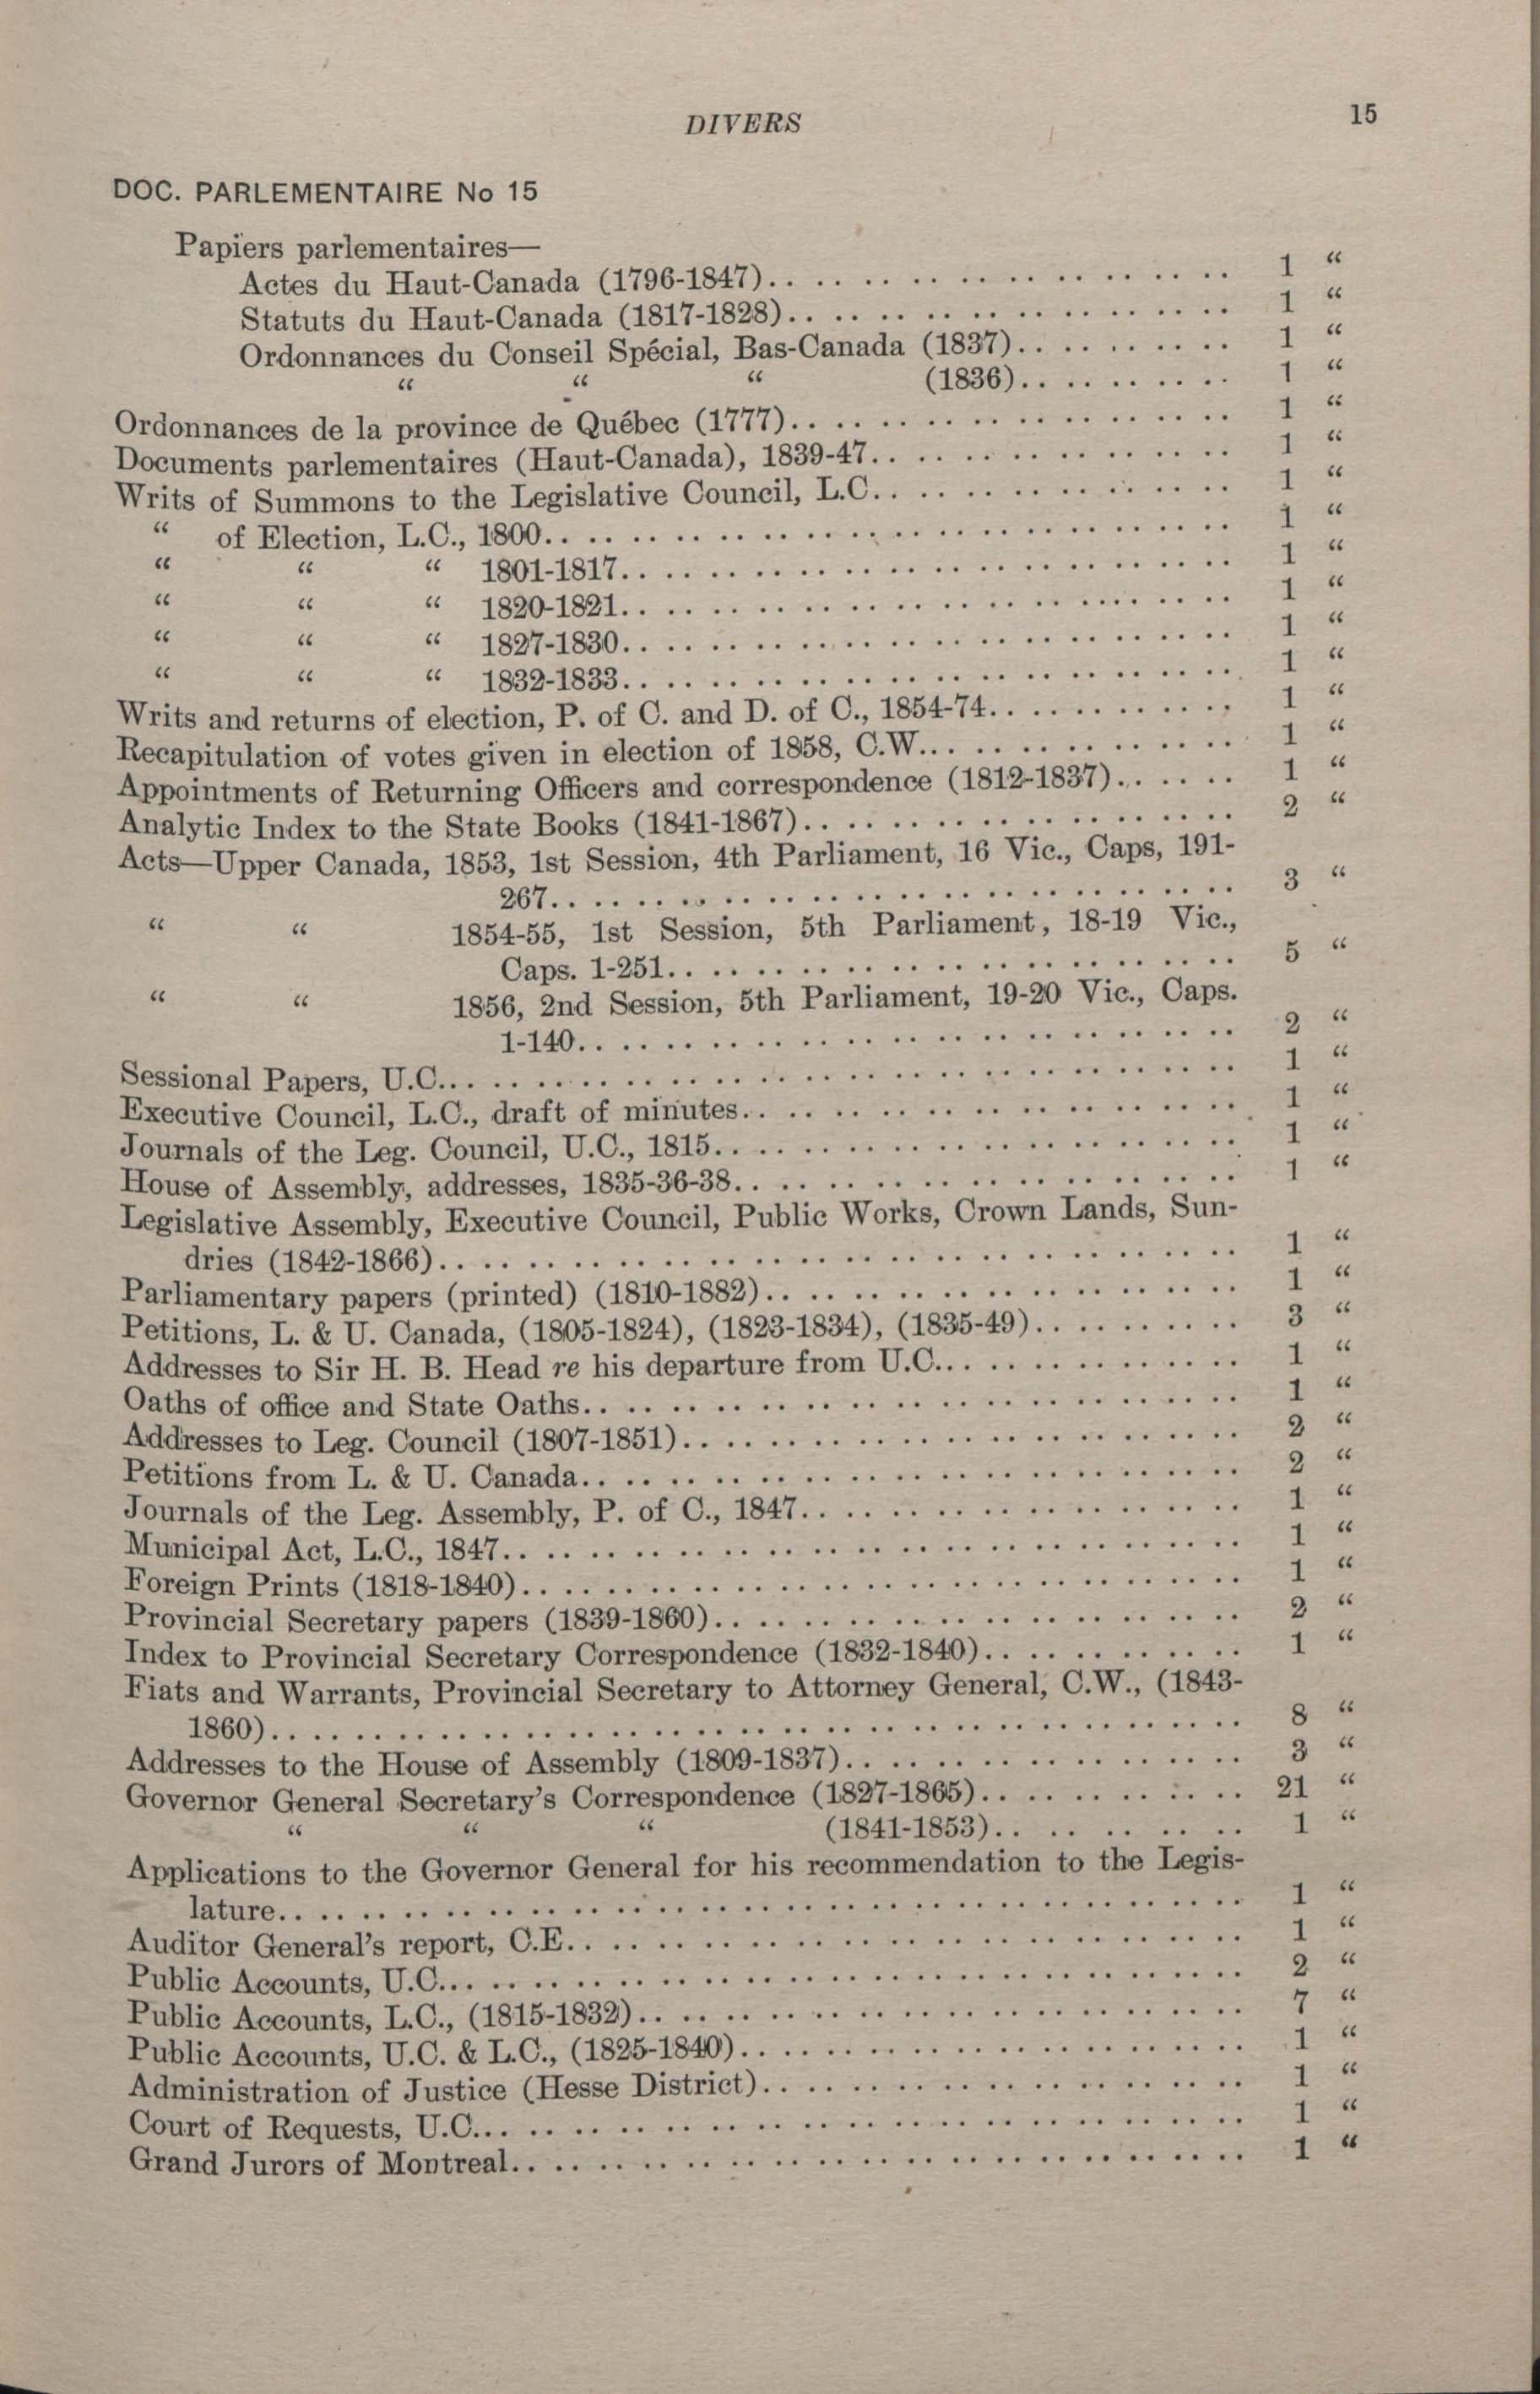 DIVERS 15
DOC. PARLEMENTAIRE No 15
Papiers parlementaires—
Actes du Haut-Canada (1796-1847).. .. .. .. .. .. .. .. .. .. .. 1 “
Statuts du Haut-Canada (1817-1828).. .. .. .. .. .. .. .. .. .. 1 “
Ordonnances du Conseil Spécial, Bas-Canada (1837).. .. .. .. .. 1 “
“ “ “ (1836).. .. .. .. .. 1 “
Ordonnances de la province de Québec (1777).. .. .. .. .. .. .. .. .. .. 1 “
Documents parlementaires (Haut-Canada), 1839-47.. .. .. .. .. .. .. .. 1 “
Writs of Summons to the Legislative Council, L.C.. .. .. .. .. .. .. .. 1 “
“ of Election, L.C., 1800.. .. .. .. .. .. .. .. .. .. .. .. .. .. .. 1 “
“ “ “ 1801-1817.. .. .. .. .. .. .. .. .. .. .. .. .. .. 1 “
“ “ “ 1820-1821.. .. .. .. .. .. .. .. .. .. .. .. .. .. 1 “
“ “ “ 1827-1830.. .. .. .. .. .. .. .. .. .. .. .. .. .. 1 “
“ “ “ 1832-1833.. .. .. .. .. .. .. .. .. .. .. .. .. .. 1 “
Writs and returns of election, P. of C. and D. of C., 1854-74.. .. .. .. .. .. 1 “
Recapitulation of votes given in election of 1858, C.W... .. .. .. .. .. .. 1 “
Appointments of Returning Officers and correspondence (1812-1837).. .. .. 1 “
Analytic Index to the State Books (1841-1867).. .. .. .. .. .. .. .. .. .. 2 “
Acts—Upper Canada, 1853, 1st Session, 4th Parliament, 16 Vic., Caps, 191-
267.. .. .. .. .. .. .. .. .. .. .. .. .. .. .. .. 3 “
“ “ 1854-55, 1st Session, 5th Parliament, 18-19 Vic.,
Caps. 1-251.. .. .. .. .. .. .. .. .. .. .. .. .. 5 “
“ “ 1856, 2nd Session, 5th Parliament, 19-20 Vic., Caps.
1-140.. .. .. .. .. .. .. .. .. .. .. .. .. .. .. 2 “
Sessional Papers, U.C... .. .. .. .. .. .. .. .. .. .. .. .. .. .. .. .. .. 1 “
Executive Council, L.C., draft of minutes.. .. .. .. .. .. .. .. .. .. .. 1 “
Journals of the Leg. Council, U.C., 1815.. .. .. .. .. .. .. .. .. .. .. .. 1 “
House of Assembly, addresses, 1835-36-38.. .. .. .. .. .. .. .. .. .. .. 1 “
Legislative Assembly, Executive Council, Public Works, Crown Lands, Sun-
dries (1842-1866).. .. .. .. .. .. .. .. .. .. .. .. .. .. .. .. .. .. 1 “
Parliamentary papers (printed) (1810-1882).. .. .. .. .. .. .. .. .. .. .. 1 “
Petitions, L. & U. Canada, (1805-1824), (1823-1834), (1835-49).. .. .. .. .. 3 “
Addresses to Sir H. B. Head re his departure from U.C... .. .. .. .. .. .. 1 “
Oaths of office and State Oaths.. .. .. .. .. .. .. .. .. .. .. .. .. .. .. 1 “
Addresses to Leg. Council (1807-1851).. .. .. .. .. .. .. .. .. .. .. .. .. 2 “
Petitions from L. & U. Canada.. .. .. .. .. .. .. .. .. .. .. .. .. .. .. 2 “
Journals of the Leg. Assembly, P. of C., 1847.. .. .. .. .. .. .. .. .. .. 1 “
Municipal Act, L.C., 1847.. .. .. .. .. .. .. .. .. .. .. .. .. .. .. .. .. 1 “
Foreign Prints (1818-1840).. .. .. .. .. .. .. .. .. .. .. .. .. .. .. .. 1 “
Provincial Secretary papers (1839-1860).. .. .. .. .. .. .. .. .. .. .. .. 2 “
Index to Provincial Secretary Correspondence (1832-1840).. .. .. .. .. .. 1 “
Fiats and Warrants, Provincial Secretary to Attorney General, C.W., (1843-
1860).. .. .. .. .. .. .. .. .. .. .. .. .. .. .. .. .. .. .. .. .. .. .. 8 “
Addresses to the House of Assembly (1809-1837).. .. .. .. .. .. .. .. .. 3 “
Governor General Secretary’s Correspondence (1827-1865).. .. .. .. .. .. 21 “
“ “ “ (1841-1853).. .. .. .. .. .. 1 “
Applications to the Governor General for his recommendation to the Legis-
lature.. .. .. .. .. .. .. .. .. .. .. .. .. .. .. .. .. .. .. .. .. .. .. 1 “
Auditor General’s report, C.E.. .. .. .. .. .. .. .. .. .. .. .. .. .. .. .. 1 “
Public Accounts, U.C... .. .. .. .. .. .. .. .. .. .. .. .. .. .. .. .. .. 2 “
Public Accounts, L.C., (1815-1832).. .. .. .. .. .. .. .. .. .. .. .. .. .. 7 “
Public Accounts, U.C. & L.C., (1825-1840).. .. .. .. .. .. .. .. .. .. .. .. 1 “
Administration of Justice (Hesse District).. .. .. .. .. .. .. .. .. .. .. 1 “
Court of Requests, U.C... .. .. .. .. .. .. .. .. .. .. .. .. .. .. .. .. .. 1 “
Grand Jurors of Montreal.. .. .. .. .. .. .. .. .. .. .. .. .. .. .. .. .. 1 “